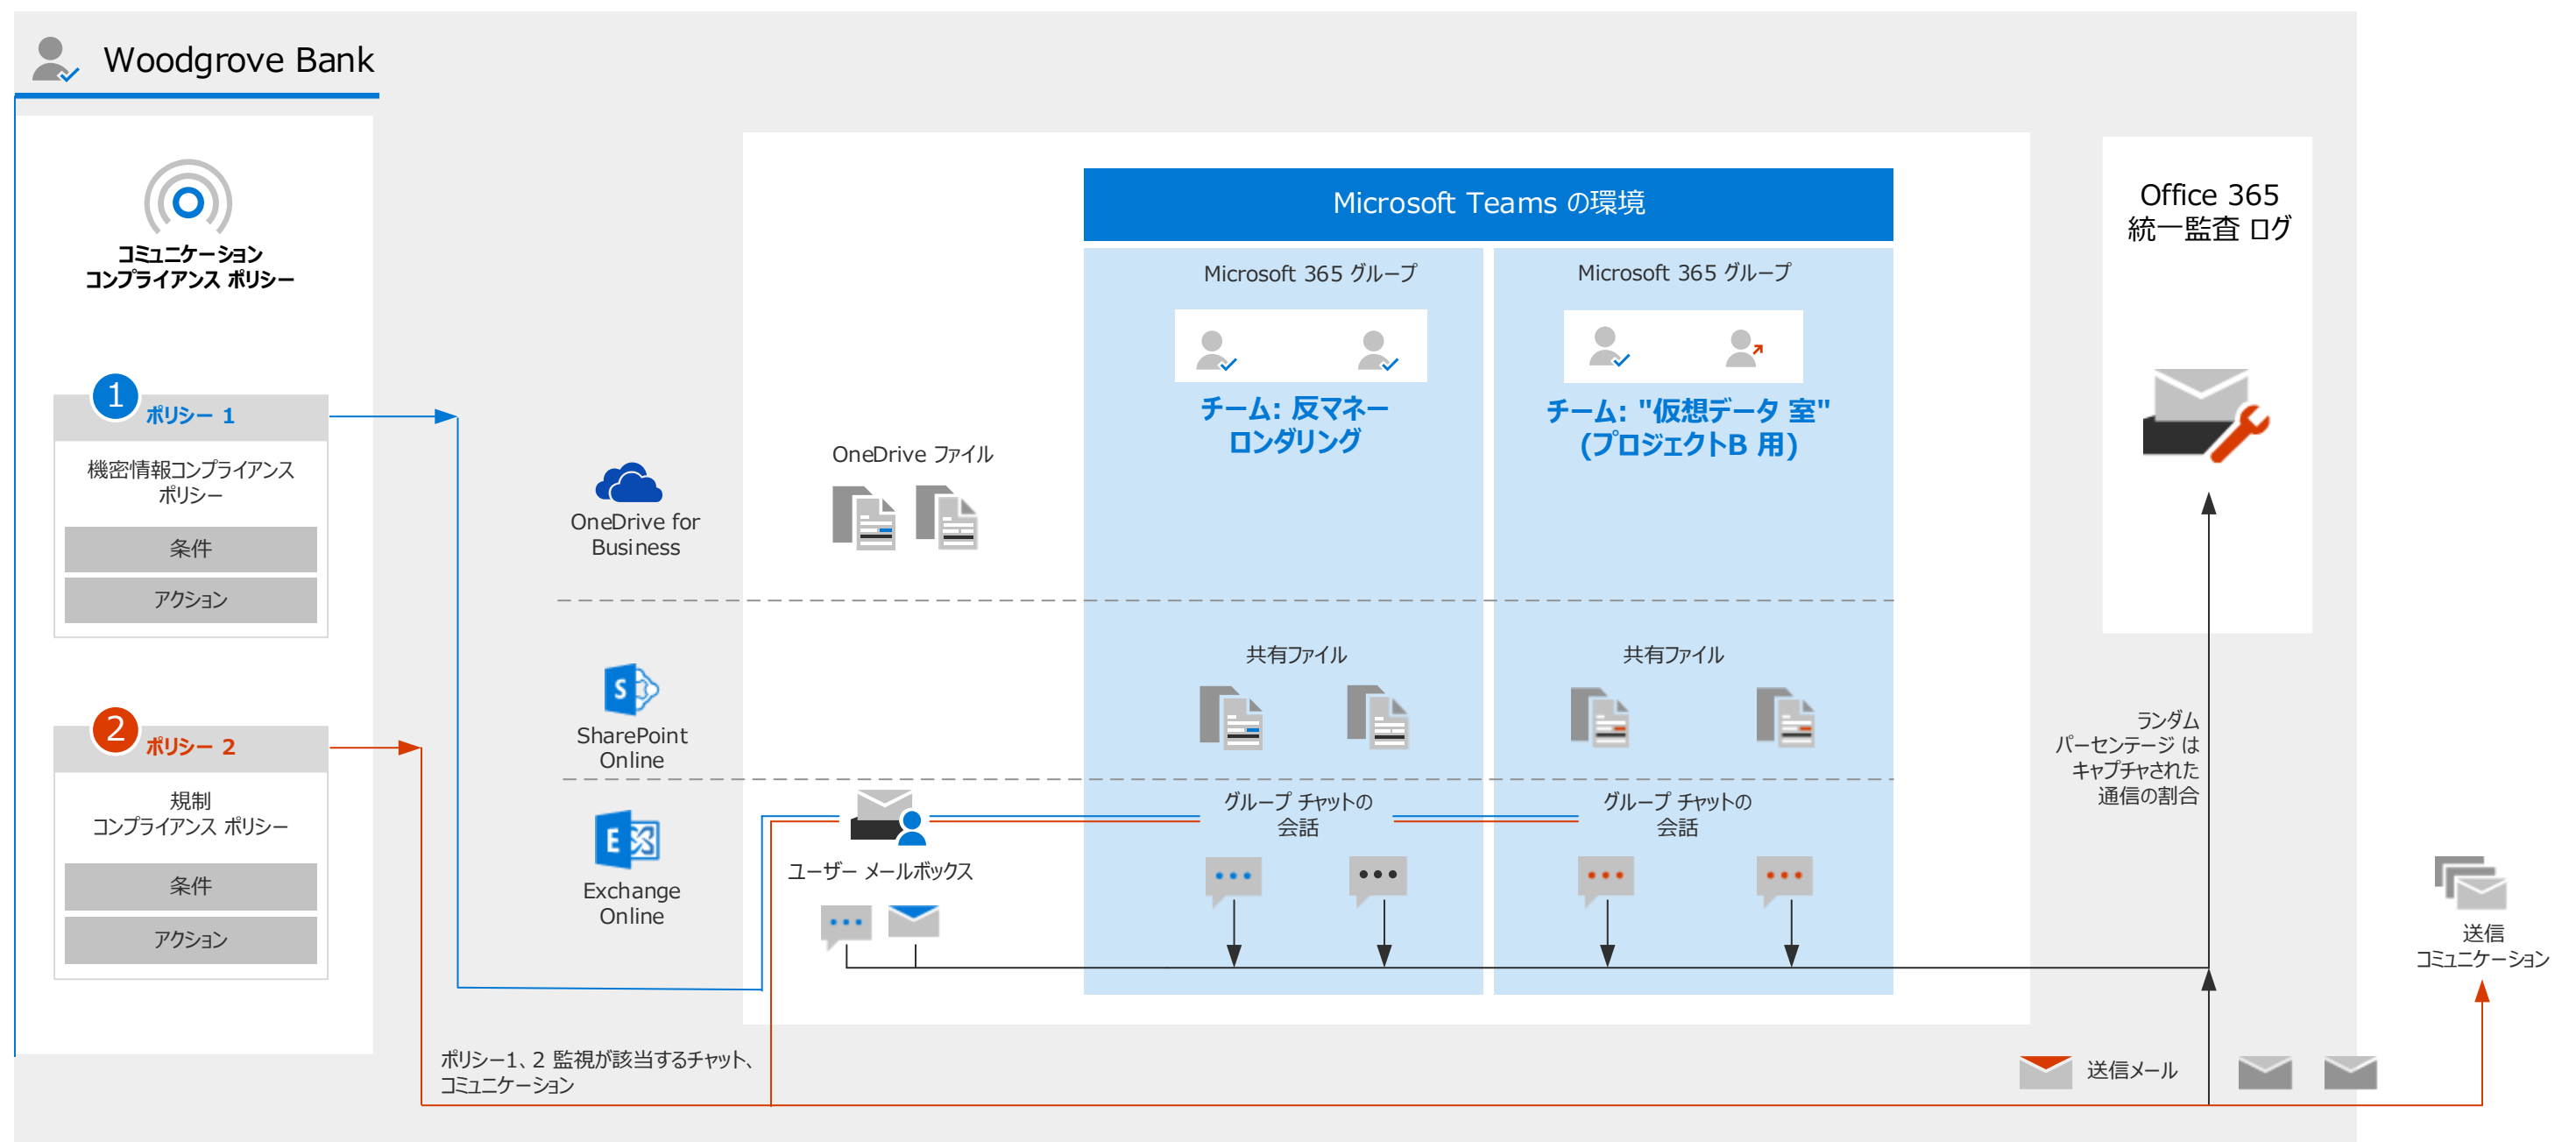 Woodgrove Bank
コミュニケーション
コンプライアンス ポリシー
1
ポリシー 1
機密情報コンプライアンス
ポリシー
条件
アクション
2
ポリシー 2
規制
コンプライアンス ポリシー
条件
アクション
OneDrive for
Business
SharePoint
Online
Exchange
Online
OneDrive ファイル
ユーザー メールボックス
Microsoft Teams の環境
Microsoft 365 グループ
チーム: 反マネー
ロンダリング
共有ファイル
グループ チャットの
会話
Microsoft 365 グループ
チーム: "仮想データ 室"
(プロジェクトB 用)
共有ファイル
グループ チャットの
会話
Office 365
統一監査 ログ
ランダム
パーセンテージ は
キャプチャされた
通信の割合
送信
コミュニケーション
ポリシー1、2 監視が該当するチャット、
コミュニケーション
送信メール